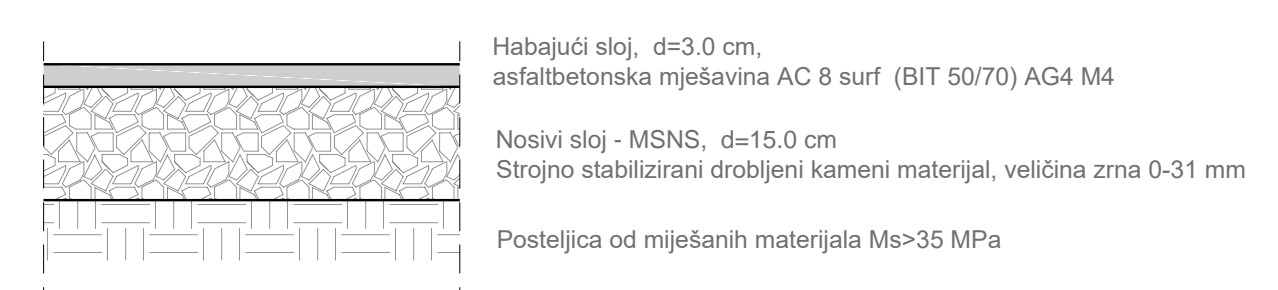 Habajući sloj, d=3.0 cm,
asfaltbetonska mješavina AC 8 surf (BIT 50/70) AG4 M4
Nosivi sloj - MSNS, d=15.0 cm
Strojno stabilizirani drobljeni kameni materijal, veličina zrna 0-31 mm
Posteljica od miješanih materijala Ms>35 MPa